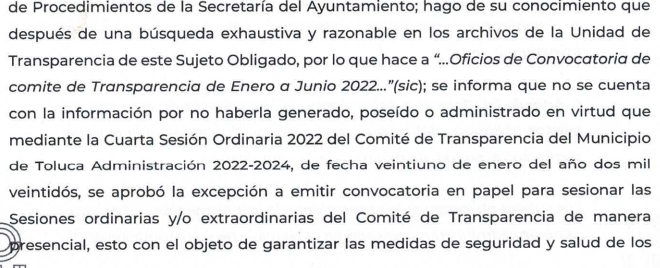 de Procedimientos de la Secretaría del Ayuntamiento; hago de su conocimiento que
después de una búsqueda exhaustiva y razonable en los archivos de la Unidad de
Transparencia de este Sujeto Obligado, por lo que hace a “...Oficios de Convocatoria de
comite de Transparencia de Enero a Junio 2022...”(sic); se informa que no se cuenta
con la información por no haberla generado, poseído o administrado en virtud que
mediante la Cuarta Sesión Ordinaria 2022 del Comité de Transparencia del Municipio
de Toluca Administración 2022-2024, de fecha veintiuno de enero del año dos mil
veintidós, se aprobó la excepción a emitir convocatoria en papel para sesionar las
Sesiones ordinarias y/o extraordinarias del Comité de Transparencia de manera
presencial, esto con el objeto de garantizar las medidas de seguridad y salud de los